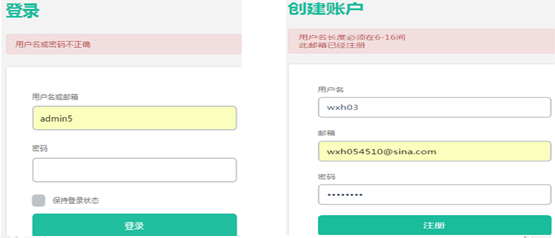 登录
用户名或密码不正确
用户名或邮箱
admin5
密码
保持登录状态
登录
创建账户
用户名长度必须在6-16间
此邮箱已经注册
用户名
wxh03
邮箱
wxh054510@sina.com
密码
••••••••
注册